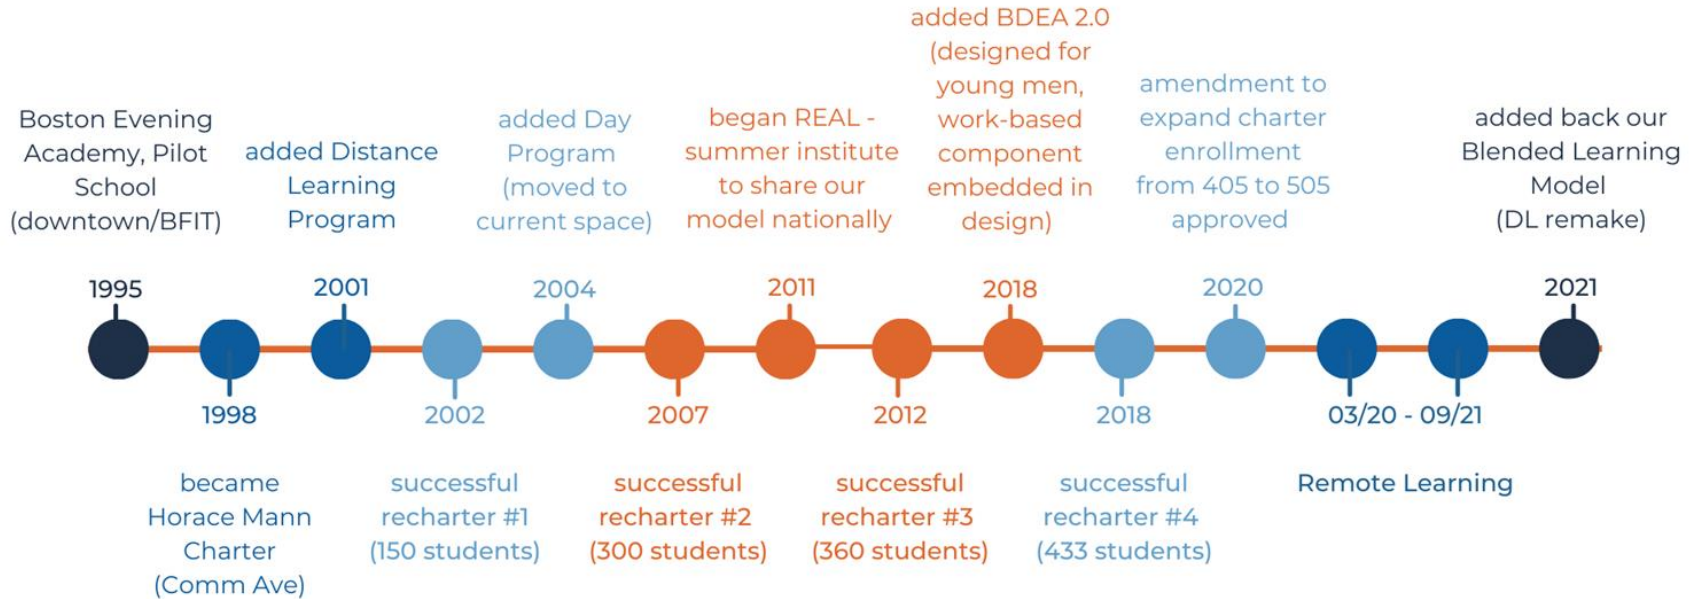 Boston Evening
Academy, Pilot
School
(downtown/BFIT)
1995
became
Horace Mann
Charter
(Comm Ave)
1998
added Distance
Learning
Program
2001
2002
successful
recharter #1
(150 students)
added Day
Program
(moved to
current space)
2004
2007
successful
recharter #2
(300 students)
began REAL -
summer institute
to share our
model nationally
2011
2012
successful
recharter #3
(360 students)
added BDEA 2.0
(designed for
young men,
work-based
component
embedded in
design)
2018
2018
successful
recharter #4
(433 students)
amendment to
expand charter
enrollment
from 405 to 505
approved
2020
03/20 - 09/21
Remote Learning
added back our
Blended Learning
Model
(DL remake)
2021